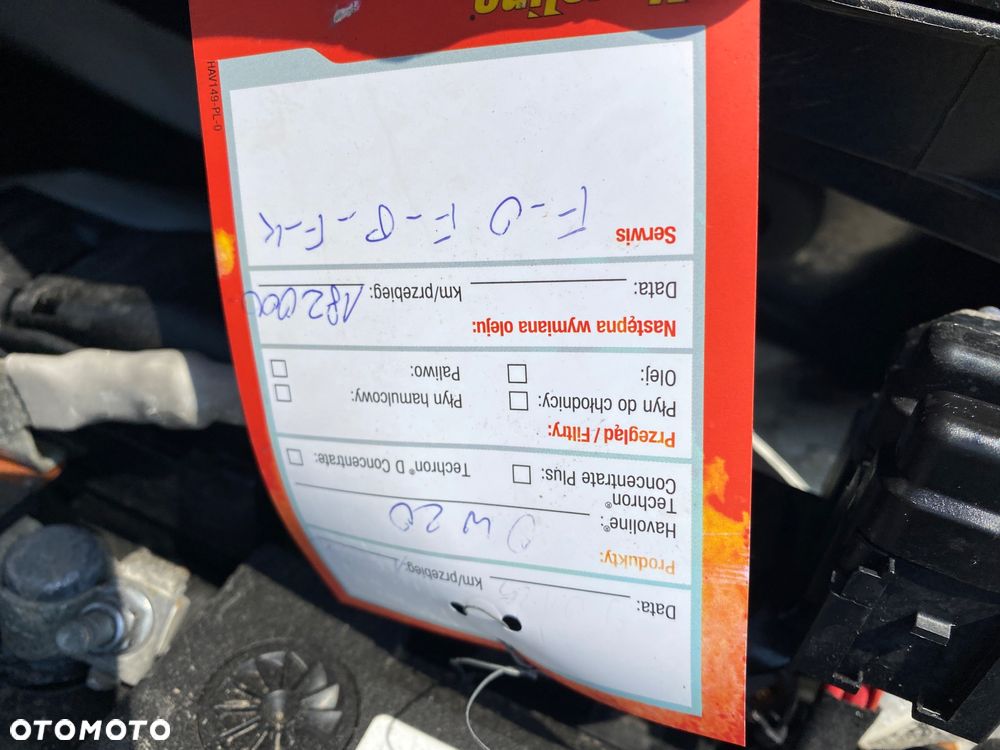 Data: km/przebieg:
Produkty:
Havoline®: 0W20
Techron® Concentrate Plus: Techron® D Concentrate:
Przegląd / Filtry:
Płyn do chłodnicy: Płyn hamulcowy:
Olej: Paliwo:
Następna wymiana oleju:
Data: km/przebieg: 182000
Serwis
F-O F-P-F-K
HAV149-PL-0
Havoline
OTOMOTO